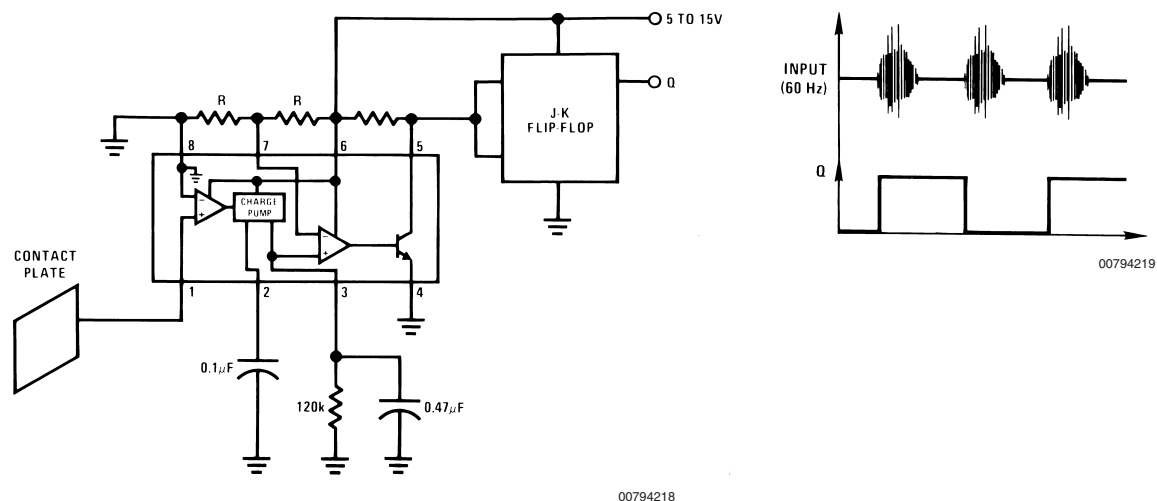 5 TO 15V
Q
J-K
FLIP-FLOP
R
R
8
7
6
5
CHARGE
PUMP
−
+
−
+
CONTACT
PLATE
1
2
3
4
0.1μF
120k
0.47μF
00794218
INPUT
(60 Hz)
Q
00794219